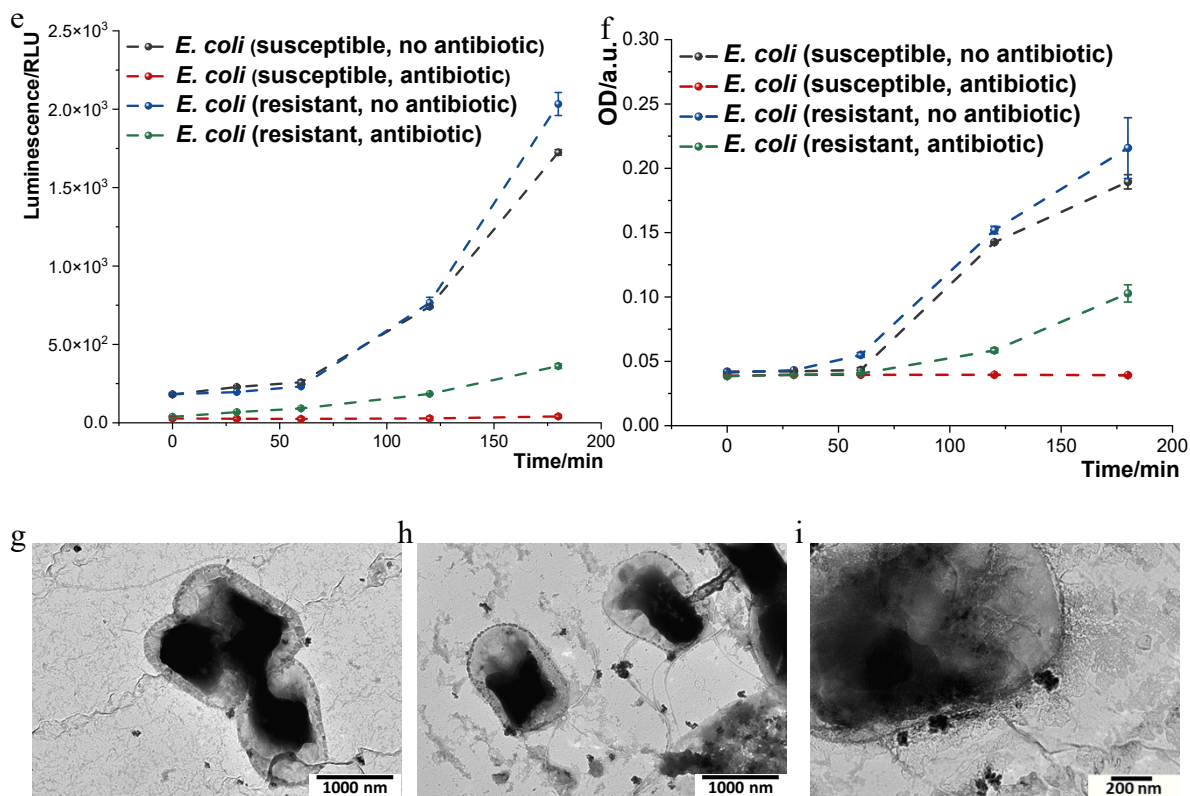 e
Luminescence/RLU
2.5×10³
2.0×10³
1.5×10³
1.0×10³
5.0×10²
0.0
E. coli (susceptible, no antibiotic)
E. coli (susceptible, antibiotic)
E. coli (resistant, no antibiotic)
E. coli (resistant, antibiotic)
0 50 100 150 200
Time/min
f
OD/a.u.
0.30
0.25
0.20
0.15
0.10
0.05
0.00
E. coli (susceptible, no antibiotic)
E. coli (susceptible, antibiotic)
E. coli (resistant, no antibiotic)
E. coli (resistant, antibiotic)
0 50 100 150 200
Time/min
g
1000 nm
h
1000 nm
i
200 nm